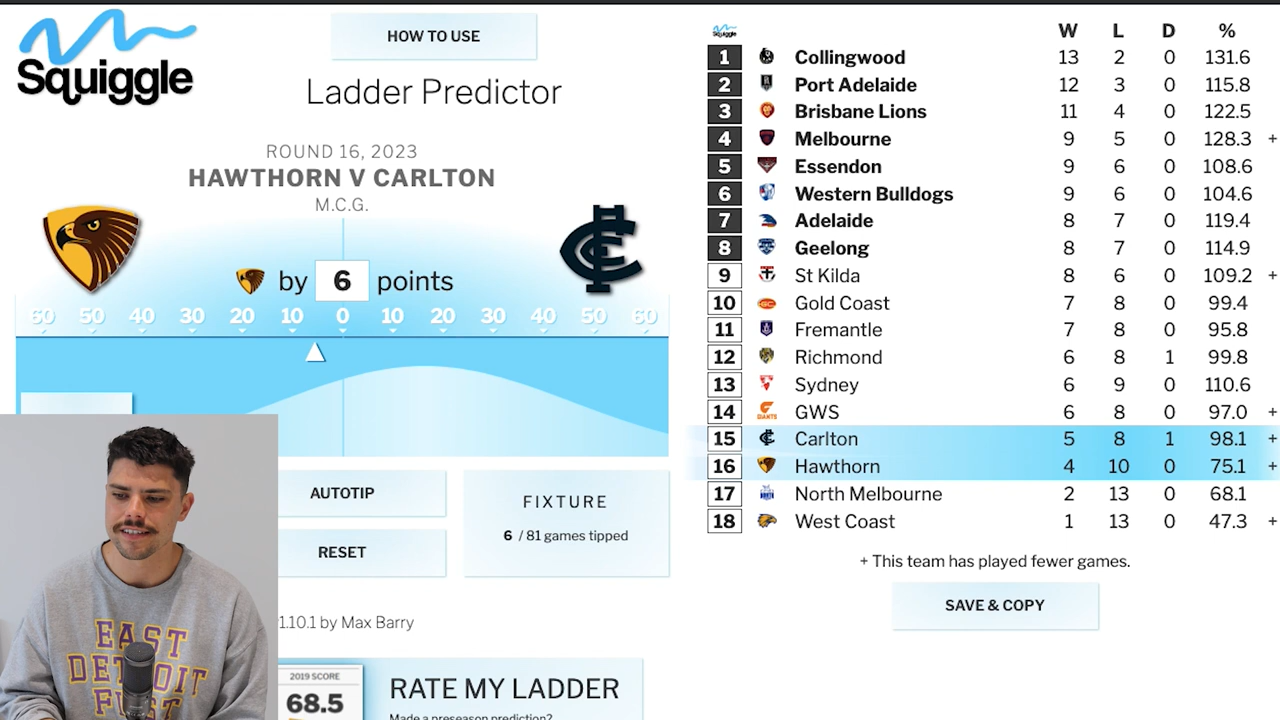 Squiggle
HOW TO USE
Ladder Predictor
ROUND 16, 2023
HAWTHORN V CARLTON
M.C.G.
by 6 points
60 50 40 30 20 10 0 10 20 30 40 50 60
AUTOTIP
RESET
FIXTURE
6 / 81 games tipped
1.10.1 by Max Barry
2019 SCORE
68.5
RATE MY LADDER
Made a preseason prediction?
EAST
DETROIT
Squiggle W L D %
1 Collingwood 13 2 0 131.6
2 Port Adelaide 12 3 0 115.8
3 Brisbane Lions 11 4 0 122.5
4 Melbourne 9 5 0 128.3 +
5 Essendon 9 6 0 108.6
6 Western Bulldogs 9 6 0 104.6
7 Adelaide 8 7 0 119.4
8 Geelong 8 7 0 114.9
9 St Kilda 8 6 0 109.2 +
10 Gold Coast 7 8 0 99.4
11 Fremantle 7 8 0 95.8
12 Richmond 6 8 1 99.8
13 Sydney 6 9 0 110.6
14 GWS 6 8 0 97.0 +
15 Carlton 5 8 1 98.1 +
16 Hawthorn 4 10 0 75.1 +
17 North Melbourne 2 13 0 68.1
18 West Coast 1 13 0 47.3 +
+ This team has played fewer games.
SAVE & COPY